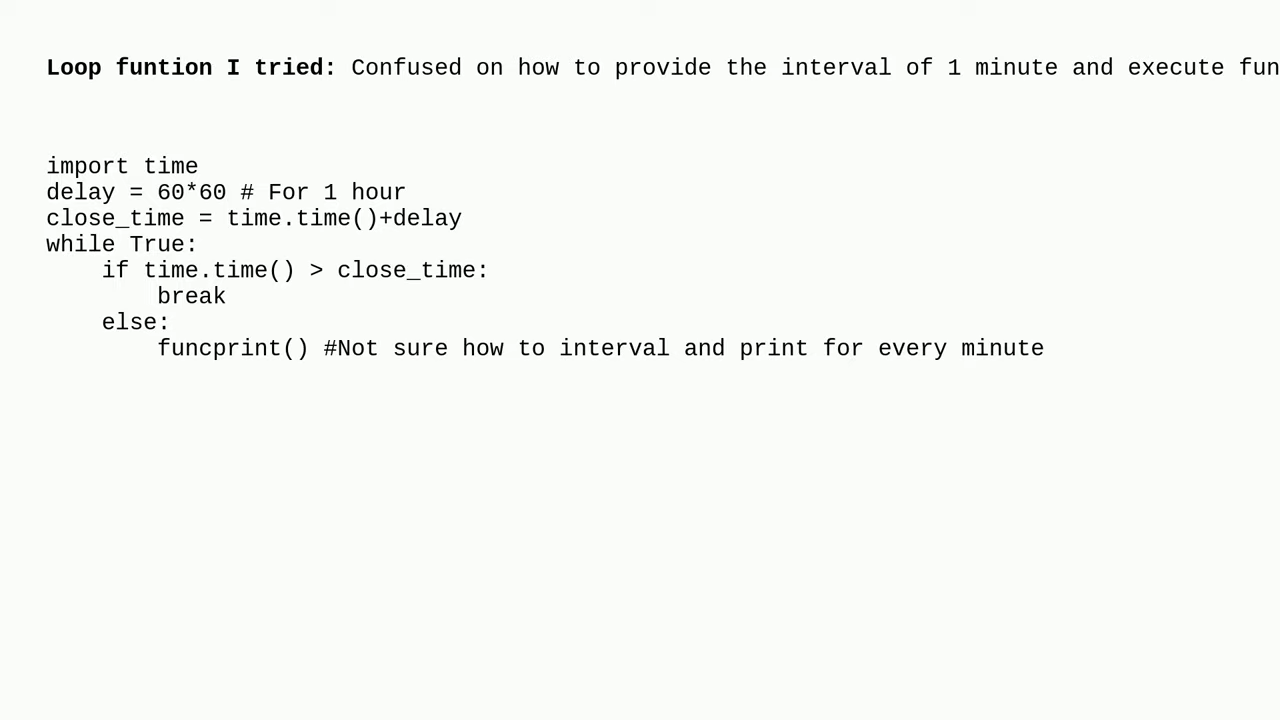 Loop funtion I tried: Confused on how to provide the interval of 1 minute and execute fun
import time
delay = 60*60 # For 1 hour
close_time = time.time()+delay
while True:
    if time.time() > close_time:
        break
    else:
        funcprint() #Not sure how to interval and print for every minute